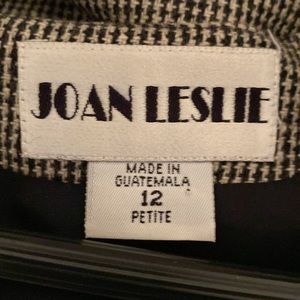 JOAN LESLIE
MADE IN
GUATEMALA
12
PETITE